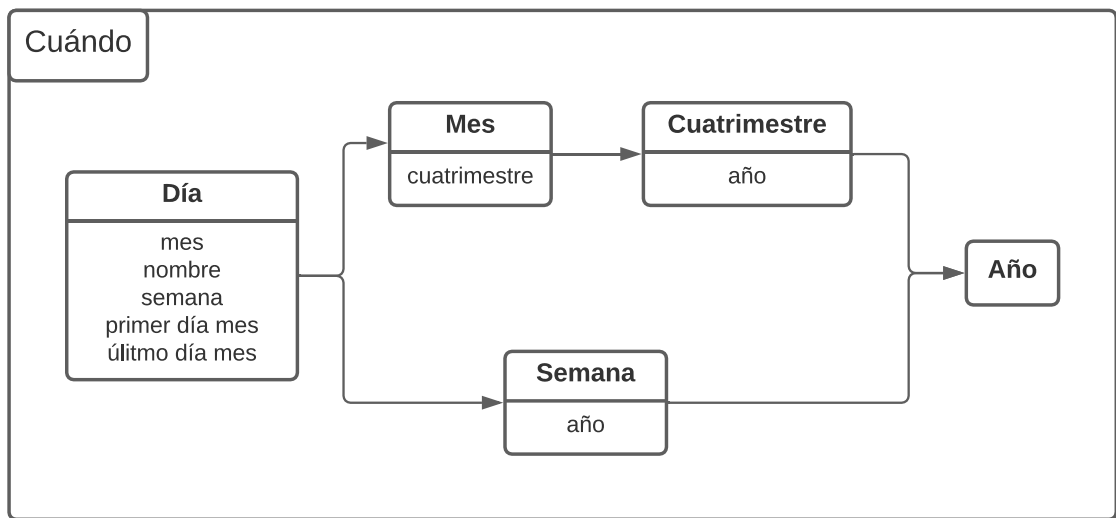 Cuándo
Día
mes
nombre
semana
primer día mes
úlitmo día mes
Mes
cuatrimestre
Cuatrimestre
año
Semana
año
Año